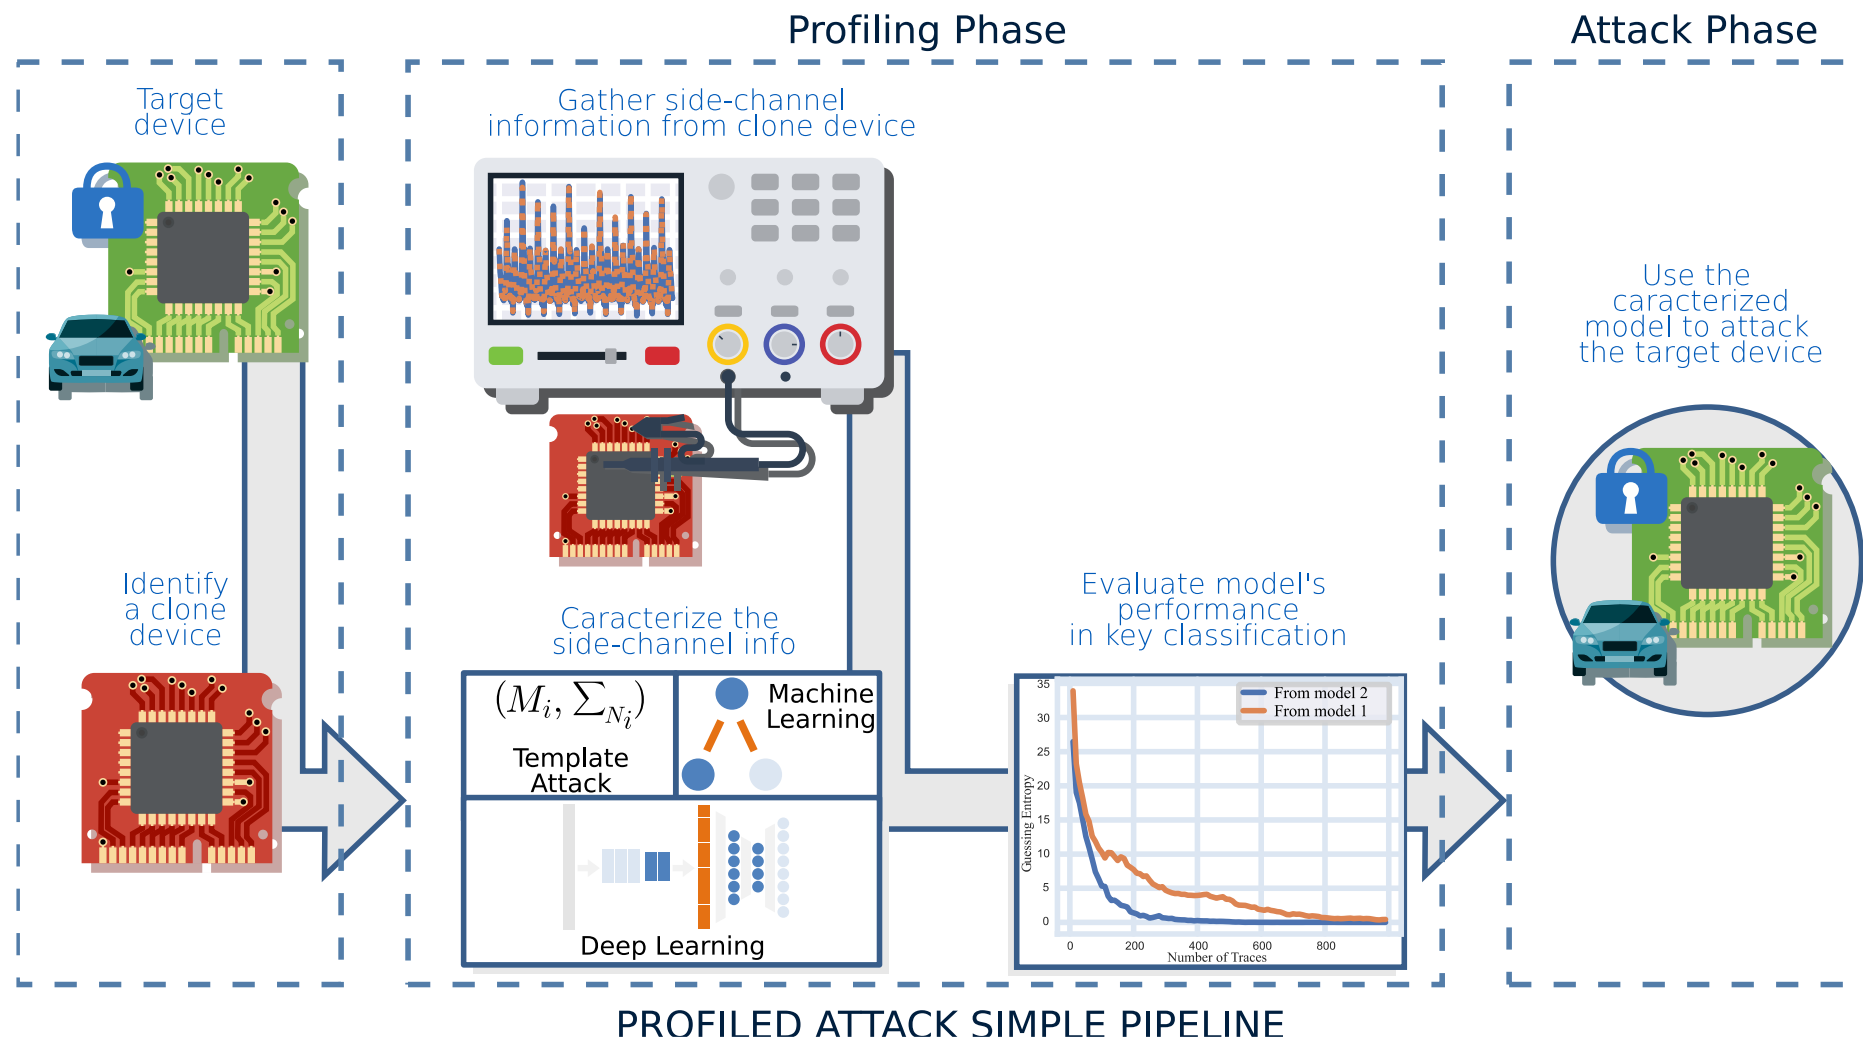 Profiling Phase
Attack Phase
Target
device
Gather side-channel
information from clone device
Use the
caracterized
model to attack
the target device
Identify
a clone
device
Caracterize the
side-channel info
Evaluate model's
performance
in key classification
(M_i, ∑_{N_i})
Template
Attack
Machine
Learning
Deep Learning
35
30
25
20
15
10
5
0
Guessing Entropy
From model 2
From model 1
0 200 400 600 800
Number of Traces
PROFILED ATTACK SIMPLE PIPELINE